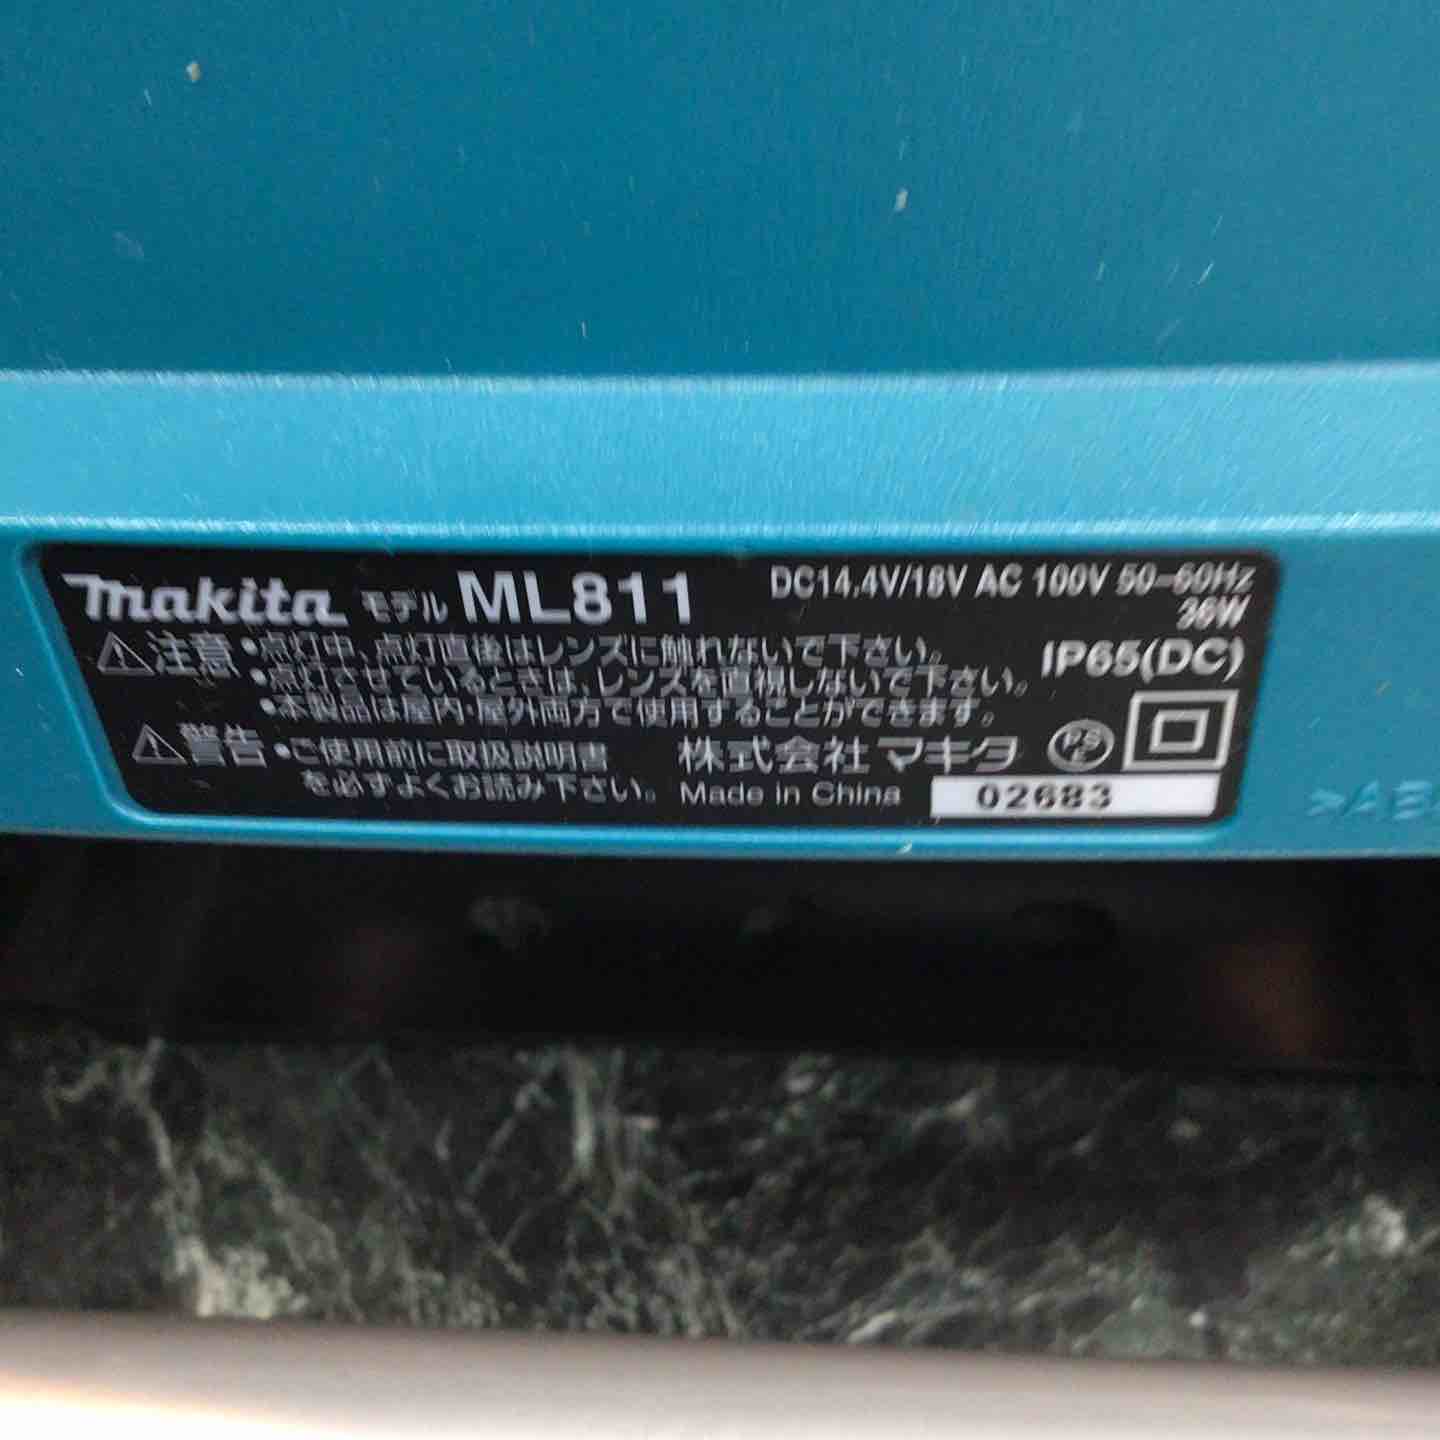 makita モデル ML811 DC14.4V/18V AC 100V 50-60Hz
36W
注意 •点灯中、点灯直後はレンズに触れないで下さい。 IP65(DC)
•点灯させているときは、レンズを直視しないで下さい。
•本製品は屋内・屋外両方で使用することができます。
警告 •ご使用前に取扱説明書 株式会社 マキタ PSE
を必ずよくお読み下さい。 Made in China 02683